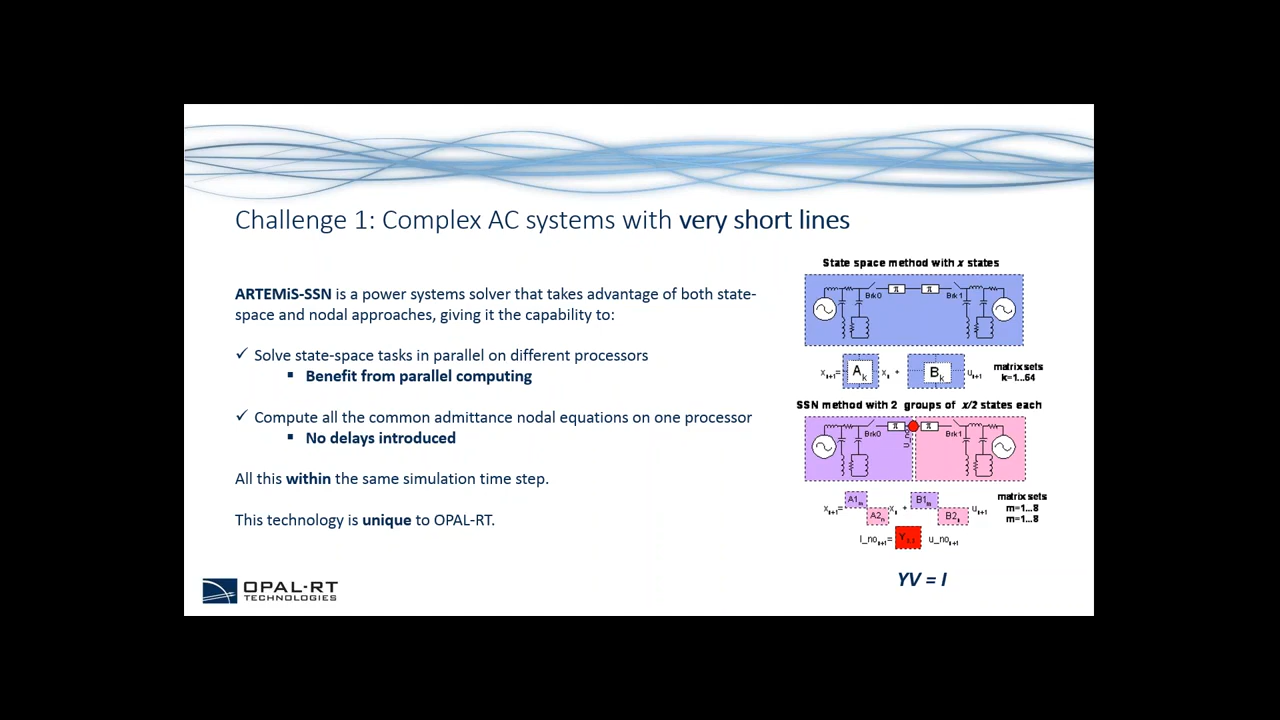 Challenge 1: Complex AC systems with very short lines
ARTEMiS-SSN is a power systems solver that takes advantage of both state-
space and nodal approaches, giving it the capability to:
✓ Solve state-space tasks in parallel on different processors
▪ Benefit from parallel computing
✓ Compute all the common admittance nodal equations on one processor
▪ No delays introduced
All this within the same simulation time step.
This technology is unique to OPAL-RT.
OPAL-RT
TECHNOLOGIES
State space method with x states
Brk0 π π Brk1
matrix sets
k=1...64
SSN method with 2 groups of x/2 states each
Brk0 π π Brk1
matrix sets
m=1...8
m=1...8
YV = I